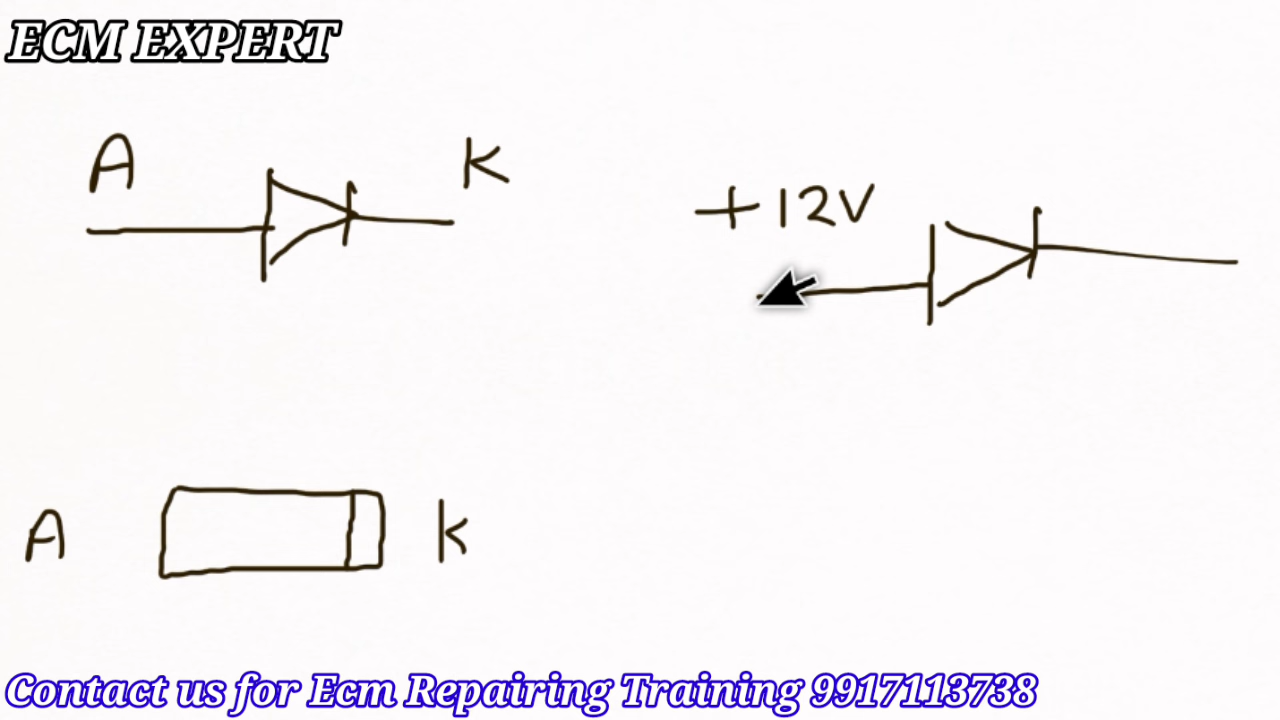 ECM EXPERT
A K
+12V
A K
Contact us for Ecm Repairing Training 9917113738